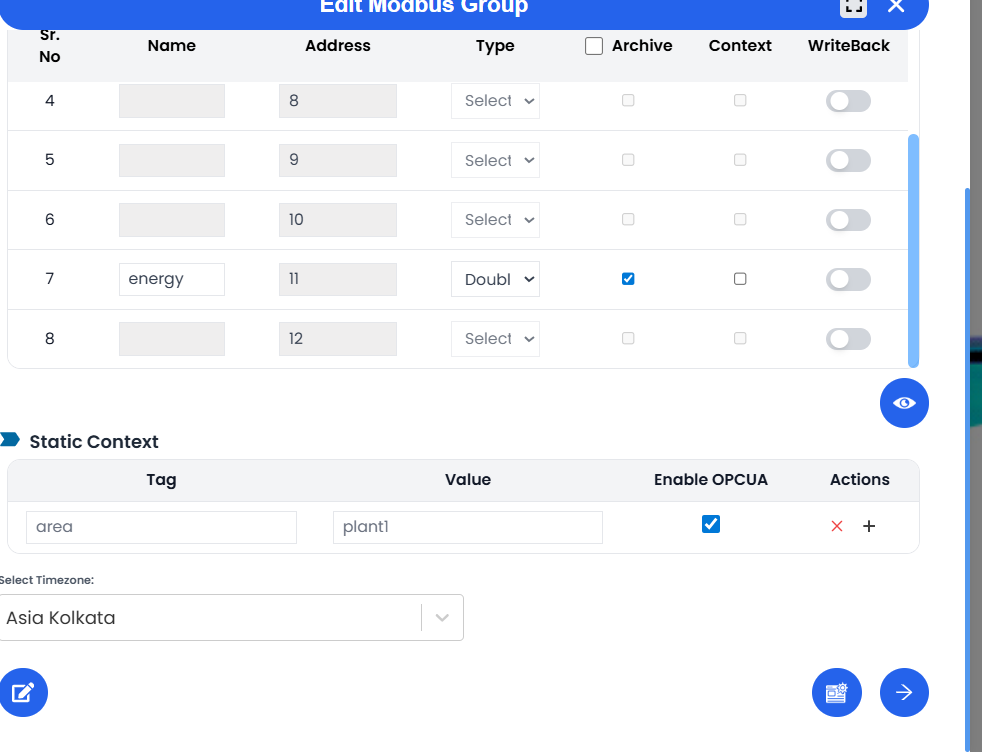 Edit Modbus Group
Sr. No Name Address Type Archive Context WriteBack
4 8 Select
5 9 Select
6 10 Select
7 energy 11 Doubl
8 12 Select
Static Context
Tag Value Enable OPCUA Actions
area plant1
Select Timezone:
Asia Kolkata